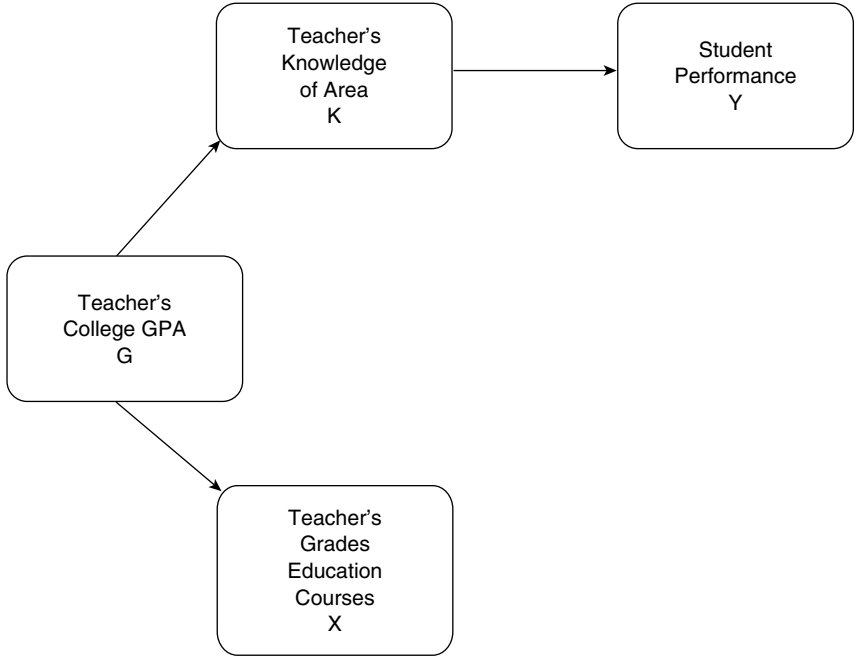 Teacher’s
Knowledge
of Area
K
Student
Performance
Y
Teacher’s
College GPA
G
Teacher’s
Grades
Education
Courses
X